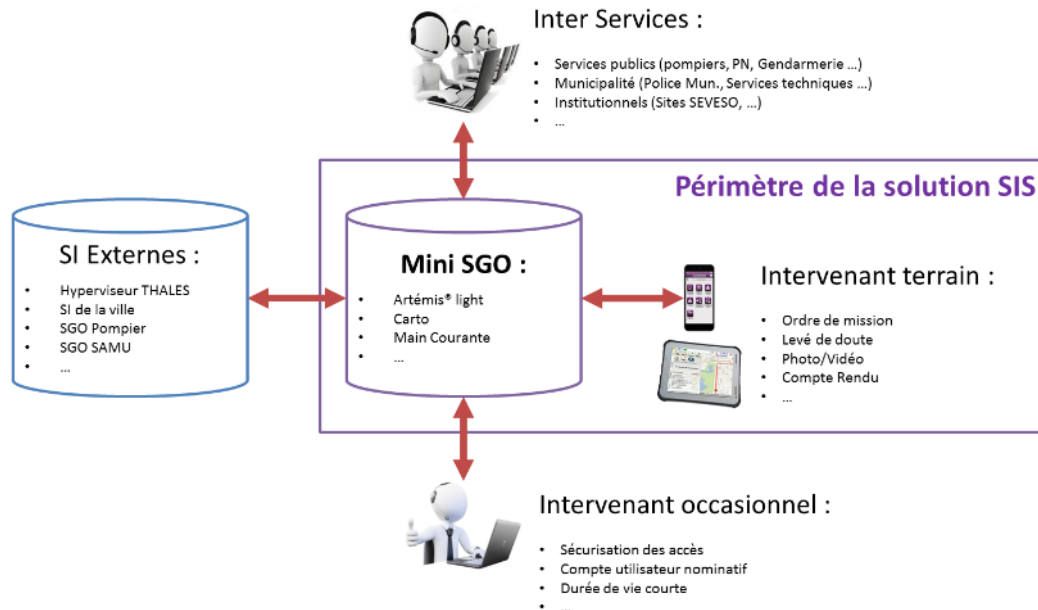 Inter Services :
• Services publics (pompiers, PN, Gendarmerie ...)
• Municipalité (Police Mun., Services techniques ...)
• Institutionnels (Sites SEVESO, ...)
• ...
Périmètre de la solution SIS
SI Externes :
• Hyperviseur THALES
• SI de la ville
• SGO Pompier
• SGO SAMU
• ...
Mini SGO :
• Artémis® light
• Carto
• Main Courante
• ...
Intervenant terrain :
• Ordre de mission
• Levé de doute
• Photo/Vidéo
• Compte Rendu
• ...
Intervenant occasionnel :
• Sécurisation des accès
• Compte utilisateur nominatif
• Durée de vie courte
• ...